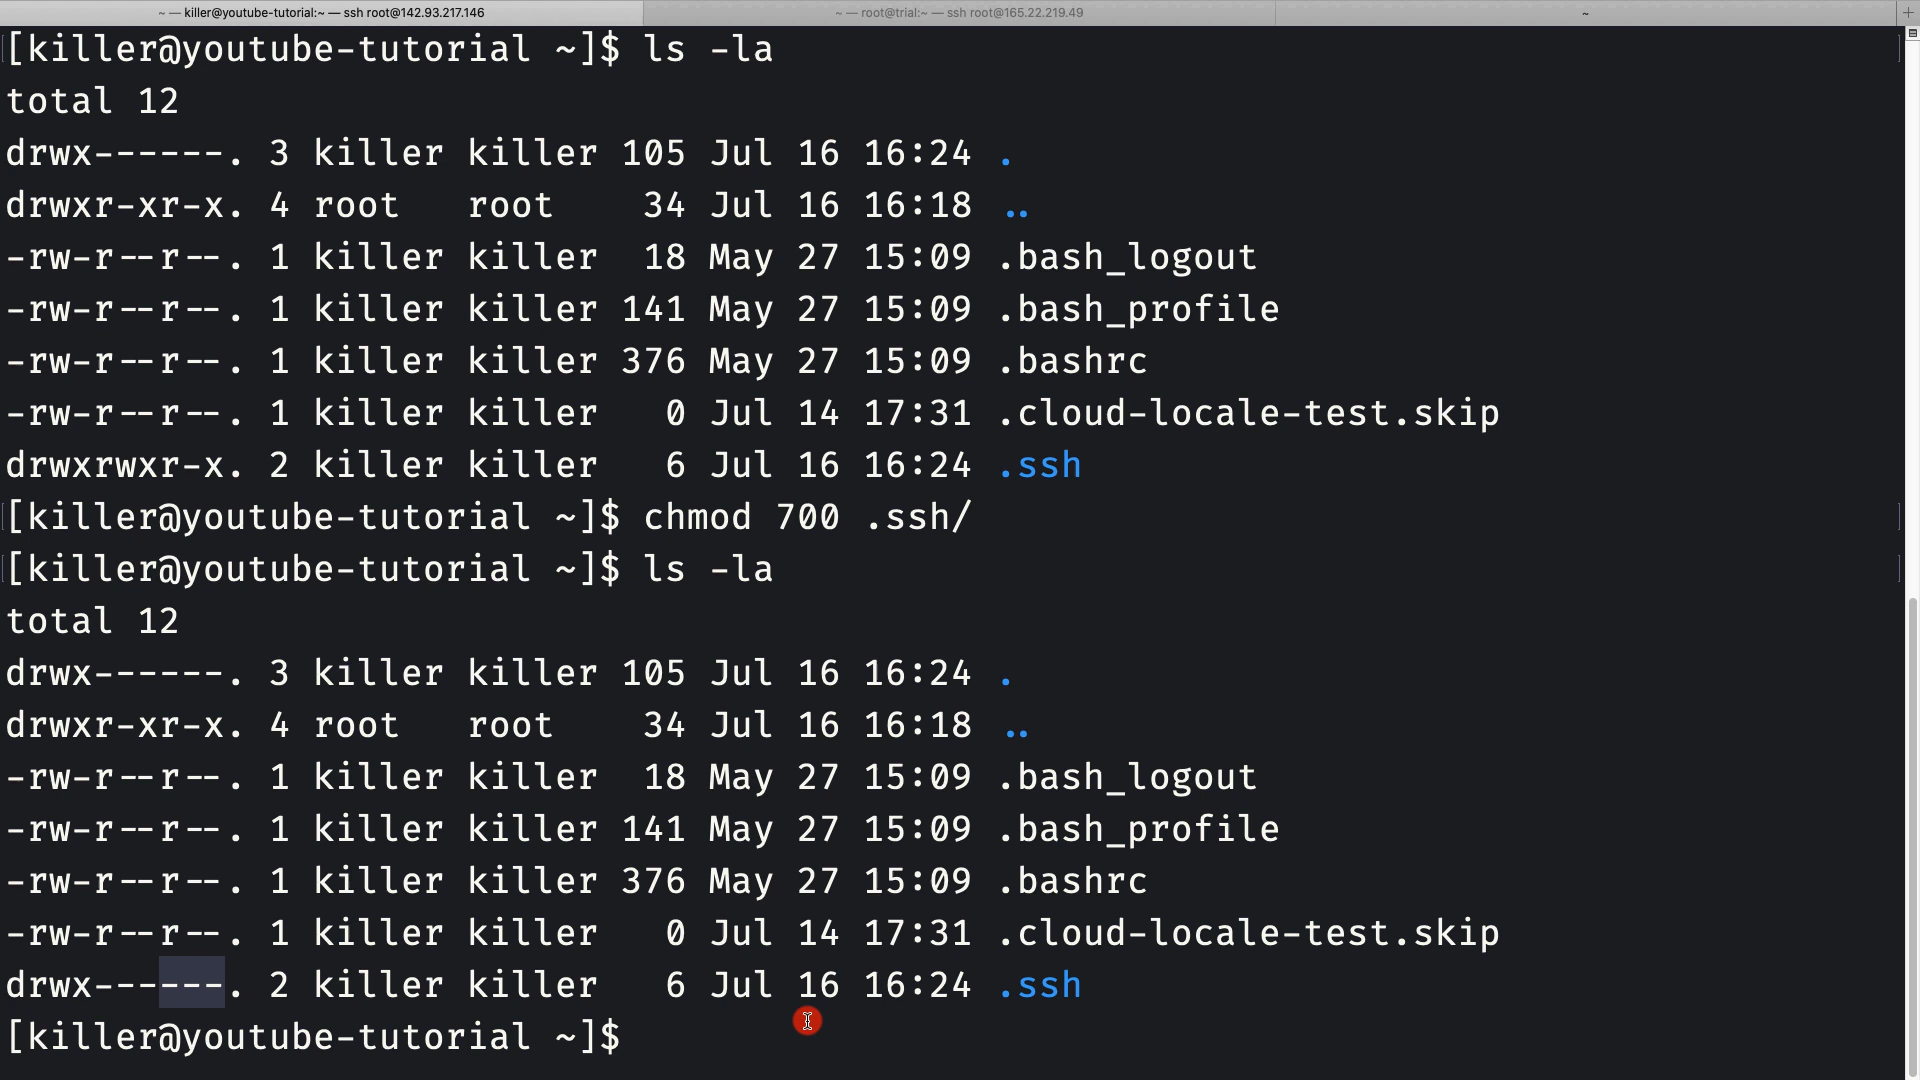 ~ — killer@youtube-tutorial:~ — ssh root@142.93.217.146
~ — root@trial:~ — ssh root@165.22.219.49
~
[killer@youtube-tutorial ~]$ ls -la
total 12
drwx------. 3 killer killer 105 Jul 16 16:24 .
drwxr-xr-x. 4 root   root    34 Jul 16 16:18 ..
-rw-r--r--. 1 killer killer  18 May 27 15:09 .bash_logout
-rw-r--r--. 1 killer killer 141 May 27 15:09 .bash_profile
-rw-r--r--. 1 killer killer 376 May 27 15:09 .bashrc
-rw-r--r--. 1 killer killer   0 Jul 14 17:31 .cloud-locale-test.skip
drwxrwxr-x. 2 killer killer   6 Jul 16 16:24 .ssh
[killer@youtube-tutorial ~]$ chmod 700 .ssh/
[killer@youtube-tutorial ~]$ ls -la
total 12
drwx------. 3 killer killer 105 Jul 16 16:24 .
drwxr-xr-x. 4 root   root    34 Jul 16 16:18 ..
-rw-r--r--. 1 killer killer  18 May 27 15:09 .bash_logout
-rw-r--r--. 1 killer killer 141 May 27 15:09 .bash_profile
-rw-r--r--. 1 killer killer 376 May 27 15:09 .bashrc
-rw-r--r--. 1 killer killer   0 Jul 14 17:31 .cloud-locale-test.skip
drwx------. 2 killer killer   6 Jul 16 16:24 .ssh
[killer@youtube-tutorial ~]$